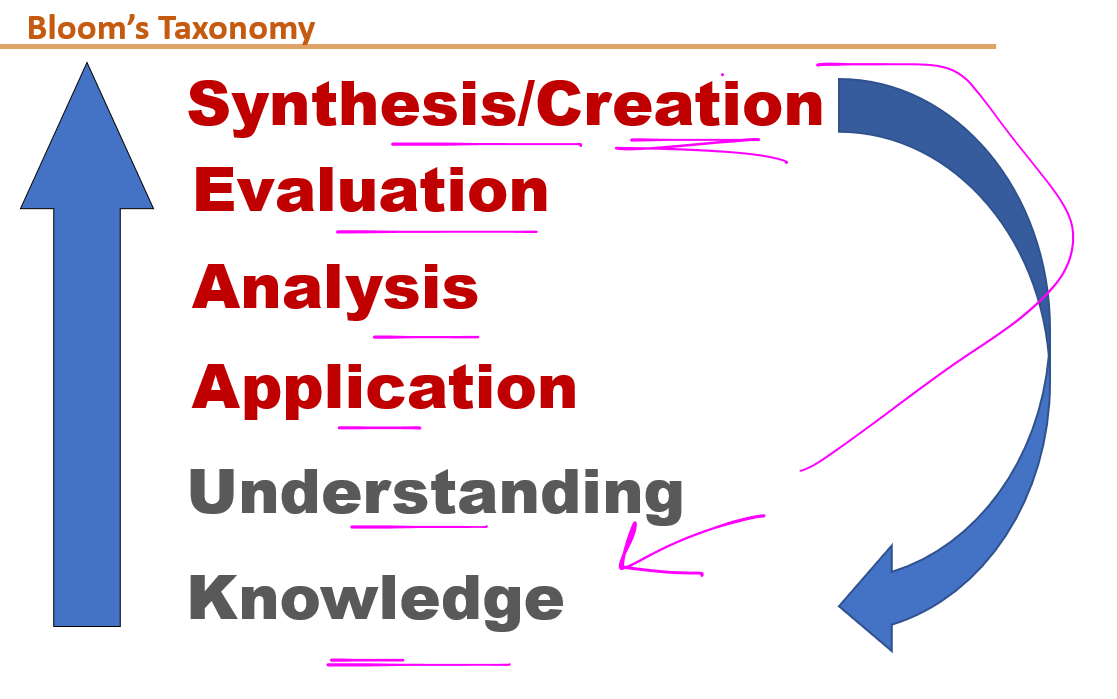 Bloom's Taxonomy
Synthesis/Creation
Evaluation
Analysis
Application
Understanding
Knowledge